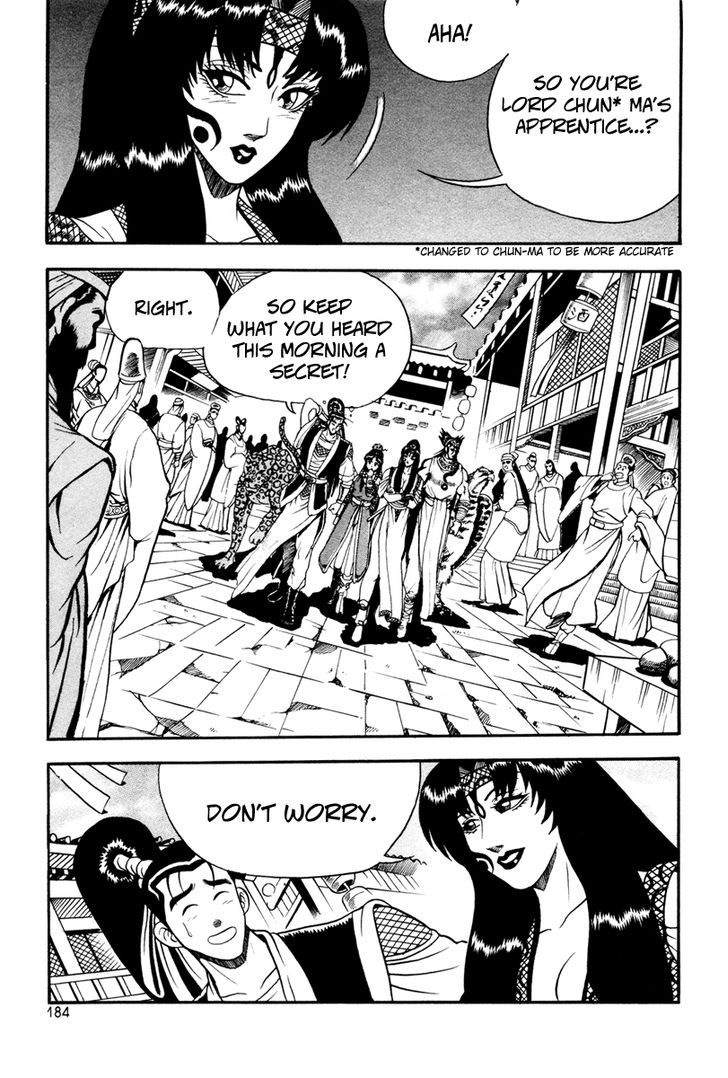 AHA!
SO YOU'RE
LORD CHUN* MA'S
APPRENTICE...?
*CHANGED TO CHUN-MA TO BE MORE ACCURATE
RIGHT.
SO KEEP
WHAT YOU HEARD
THIS MORNING A
SECRET!
酒
DON'T WORRY.
184